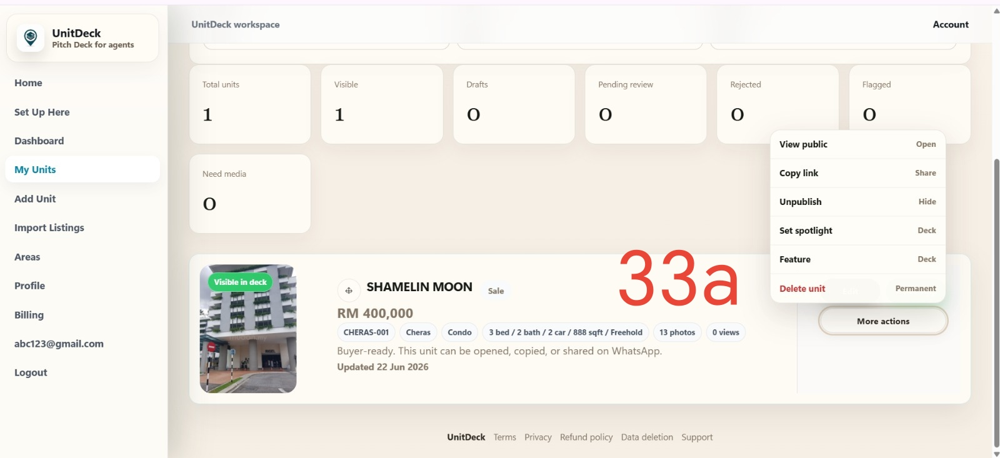 UnitDeck
Pitch Deck for agents
Home
Set Up Here
Dashboard
My Units
Add Unit
Import Listings
Areas
Profile
Billing
abc123@gmail.com
Logout
UnitDeck workspace
Account
Total units
1
Visible
1
Drafts
0
Pending review
0
Rejected
0
Flagged
0
Need media
0
View public Open
Copy link Share
Unpublish Hide
Set spotlight Deck
Feature Deck
Delete unit Permanent
33a
Visible in deck
SHAMELIN MOON Sale
RM 400,000
CHERAS-001 Cheras Condo 3 bed / 2 bath / 2 car / 888 sqft / Freehold 13 photos 0 views
Buyer-ready. This unit can be opened, copied, or shared on WhatsApp.
Updated 22 Jun 2026
More actions
UnitDeck Terms Privacy Refund policy Data deletion Support